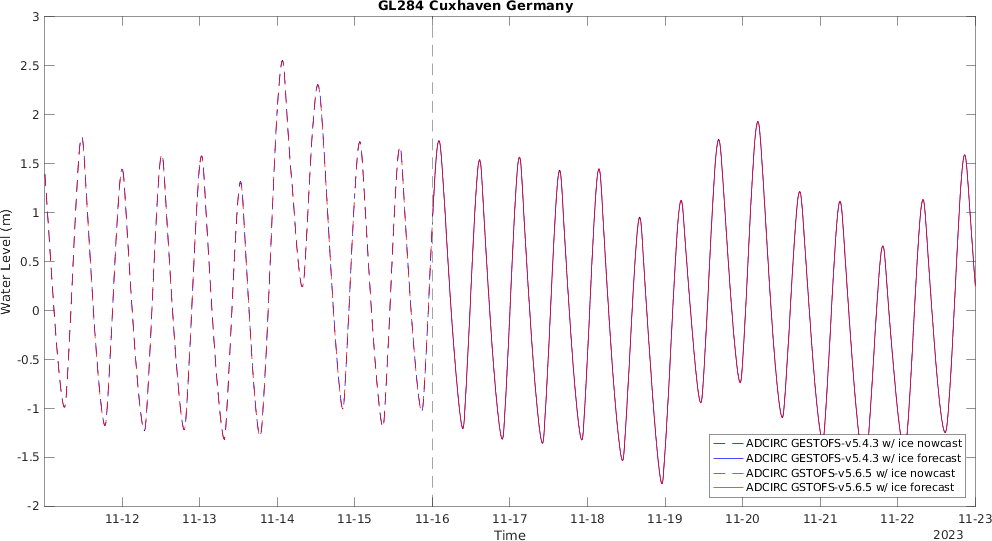 GL284 Cuxhaven Germany
3
2.5
2
1.5
1
0.5
0
-0.5
-1
-1.5
-2
Water Level (m)
ADCIRC GESTOFS-v5.4.3 w/ ice nowcast
ADCIRC GESTOFS-v5.4.3 w/ ice forecast
ADCIRC GSTOFS-v5.6.5 w/ ice nowcast
ADCIRC GSTOFS-v5.6.5 w/ ice forecast
11-12 11-13 11-14 11-15 11-16 11-17 11-18 11-19 11-20 11-21 11-22 11-23
Time
2023